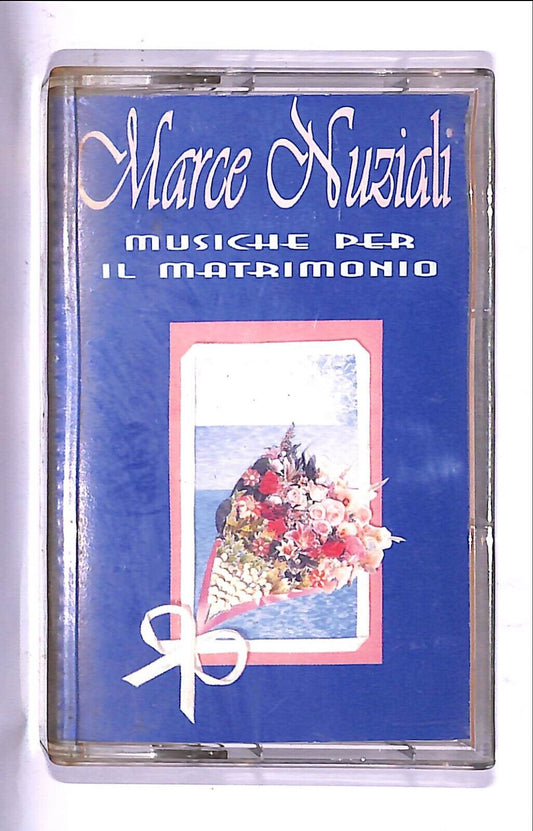 Marce Nuziali
MUSICHE PER
IL MATRIMONIO